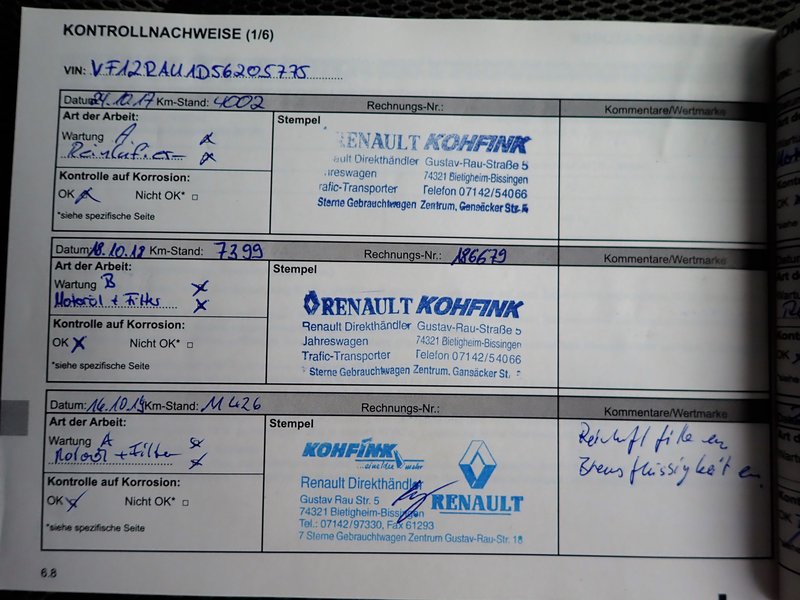 KONTROLLNACHWEISE (1/6)
VIN: VF12RAU1D56205775
Datum: 24.10.17 Km-Stand: 4002 Rechnungs-Nr.: Kommentare/Wertmarke
Art der Arbeit: Stempel
Wartung A x
x
Kontrolle auf Korrosion:
OK x Nicht OK* □
*siehe spezifische Seite
RENAULT KOHFINK
Renault Direkthändler Gustav-Rau-Straße 5
Jahreswagen 74321 Bietigheim-Bissingen
Trafic-Transporter Telefon 07142/54066
Sterne Gebrauchtwagen Zentrum, Gansäcker Str.
Datum: 18.10.18 Km-Stand: 7399 Rechnungs-Nr.: 186679 Kommentare/Wertmarke
Art der Arbeit: Stempel
Wartung B x
Motoröl + Filter x
Kontrolle auf Korrosion:
OK x Nicht OK* □
*siehe spezifische Seite
RENAULT KOHFINK
Renault Direkthändler Gustav-Rau-Straße 5
Jahreswagen 74321 Bietigheim-Bissingen
Trafic-Transporter Telefon 07142/54066
Sterne Gebrauchtwagen Zentrum. Gansäcker St.
Datum: 16.10.19 Km-Stand: 11426 Rechnungs-Nr.: Kommentare/Wertmarke
Art der Arbeit: Stempel
Wartung A x
Motoröl + Filter x
Kontrolle auf Korrosion:
OK x Nicht OK* □
*siehe spezifische Seite
KOHFINK
...einfach mehr
Renault Direkthändler
Gustav Rau Str. 5
74321 Bietigheim-Bissingen
Tel.: 07142/97330, Fax 61293
7 Sterne Gebrauchtwagen Zentrum Gustav-Rau-Str. 18
RENAULT
Reinluftfilter
Bremsflüssigkeit
6.8